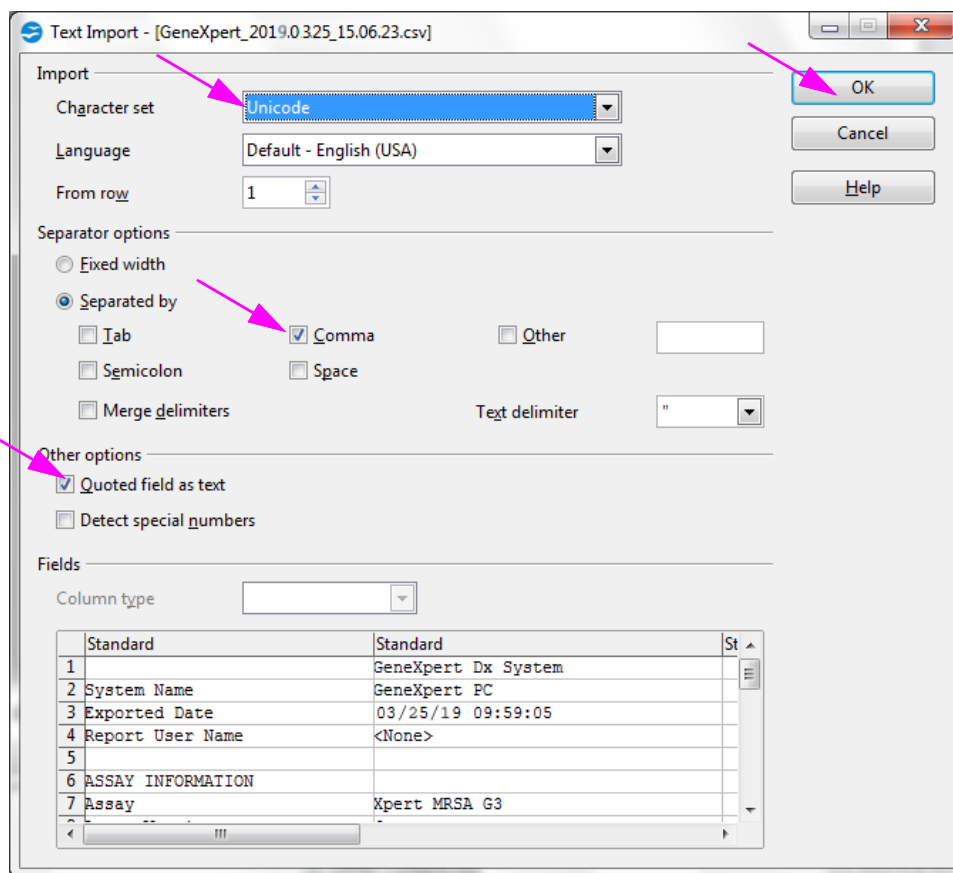 Text Import - [GeneXpert_2019.0325_15.06.23.csv]
Import
OK
Character set Unicode
Cancel
Language Default - English (USA)
From row 1
Help
Separator options
Fixed width
Separated by
Tab Comma Other
Semicolon Space
Merge delimiters Text delimiter "
Other options
Quoted field as text
Detect special numbers
Fields
Column type
Standard Standard St
1 GeneXpert Dx System
2 System Name GeneXpert PC
3 Exported Date 03/25/19 09:59:05
4 Report User Name <None>
5
6 ASSAY INFORMATION
7 Assay Xpert MRSA G3